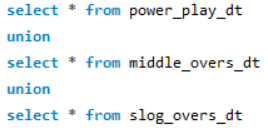 select * from power_play_dt
union
select * from middle_overs_dt
union
select * from slog_overs_dt